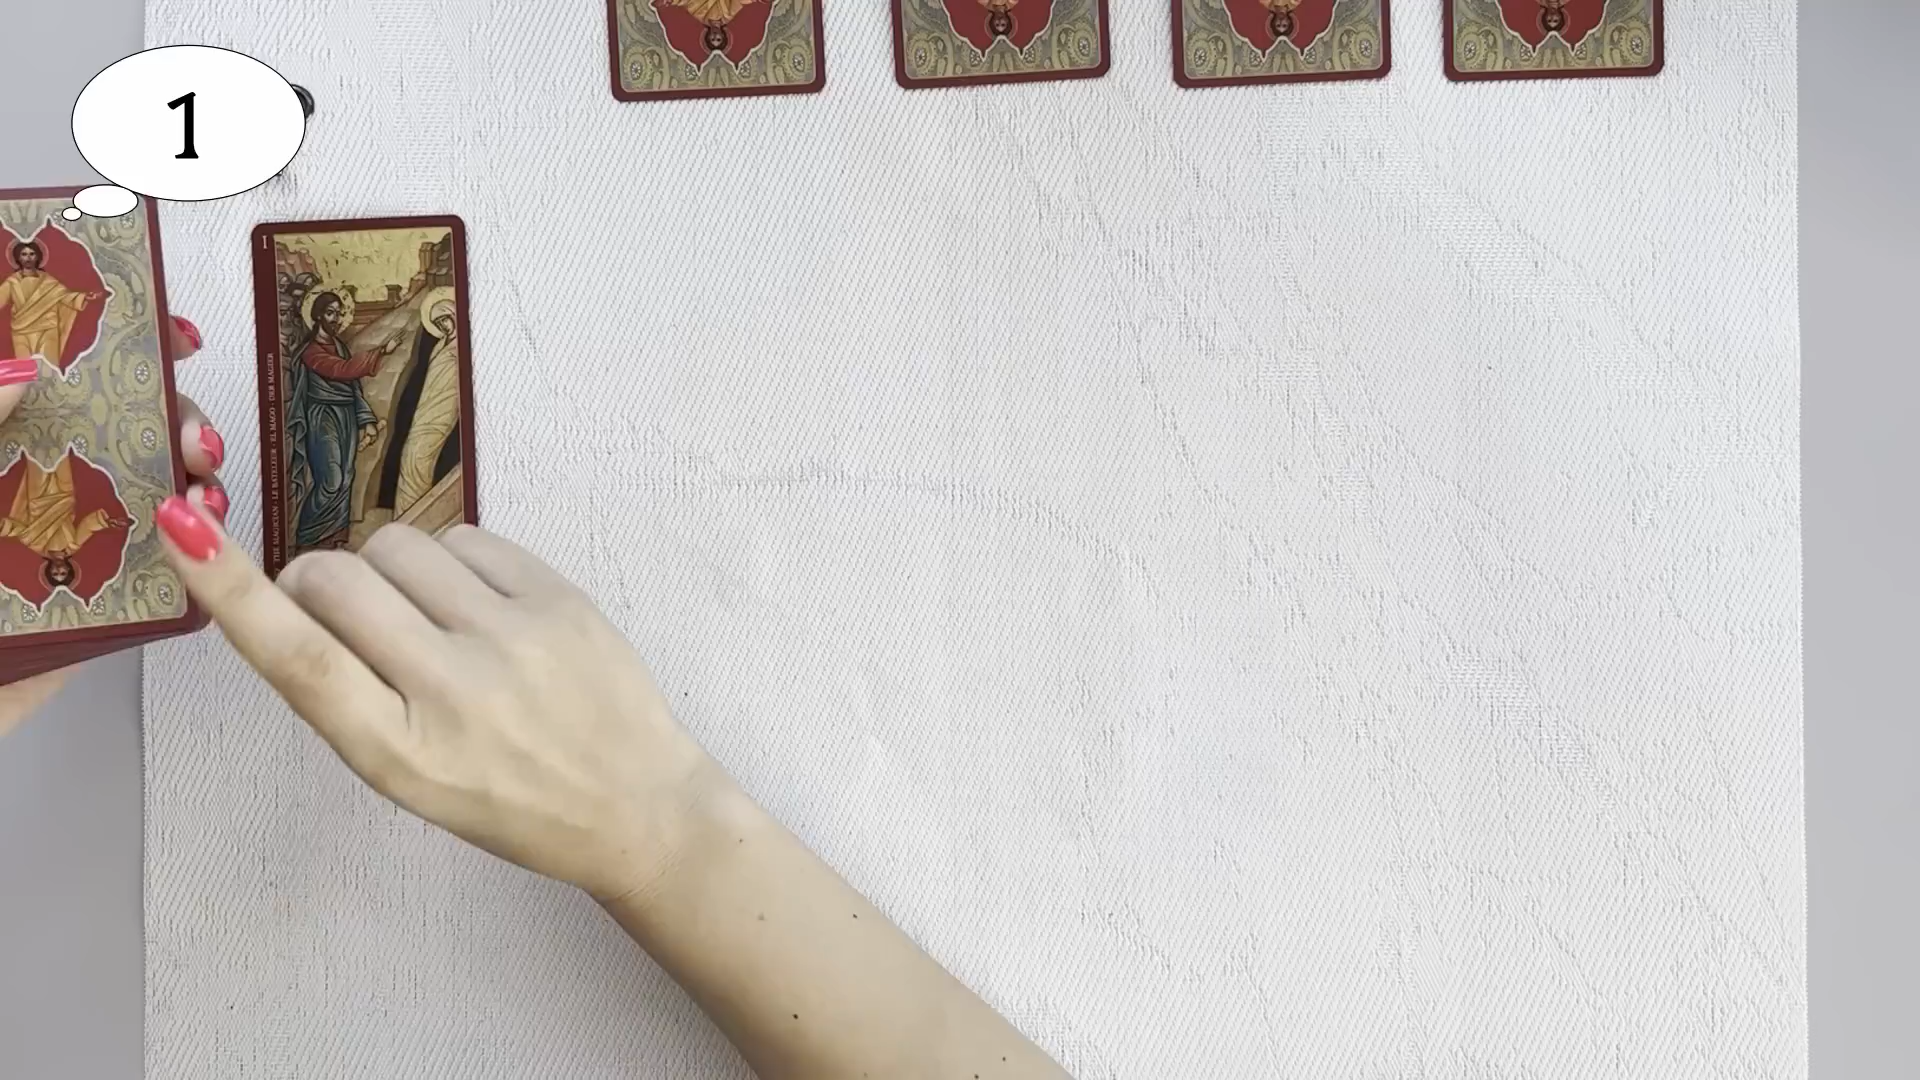 1
I
THE MAGICIAN · LE BATELEUR · EL MAGO · DER MAGIER